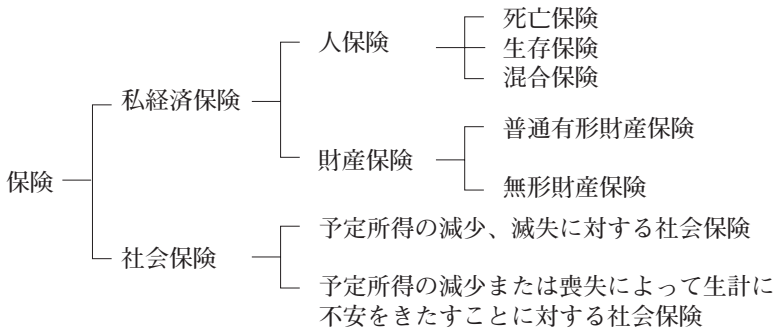 死亡保険
人保険
生存保険
混合保険
私経済保険
普通有形財産保険
財産保険
保険
無形財産保険
予定所得の減少、滅失に対する社会保険
社会保険
予定所得の減少または喪失によって生計に
不安をきたすことに対する社会保険